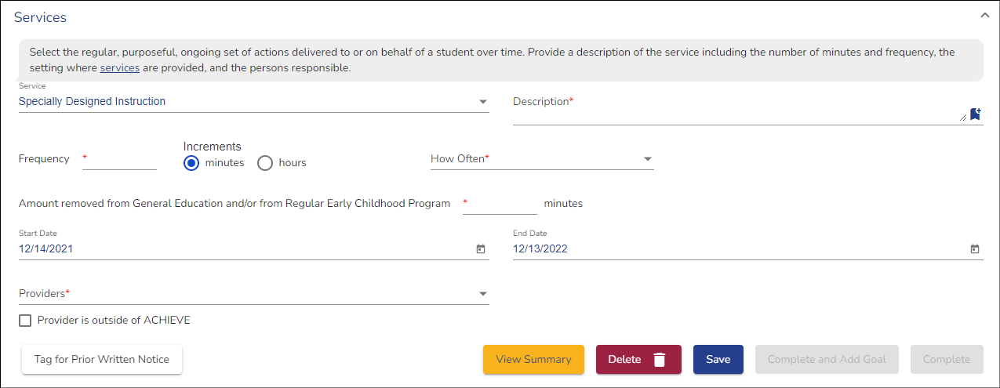 Services
Select the regular, purposeful, ongoing set of actions delivered to or on behalf of a student over time. Provide a description of the service including the number of minutes and frequency, the
setting where services are provided, and the persons responsible.
Service
Specially Designed Instruction
Description*
Increments
Frequency *
minutes hours
How Often*
Amount removed from General Education and/or from Regular Early Childhood Program * minutes
Start Date End Date
12/14/2021 12/13/2022
Providers*
Provider is outside of ACHIEVE
Tag for Prior Written Notice View Summary Delete Save Complete and Add Goal Complete